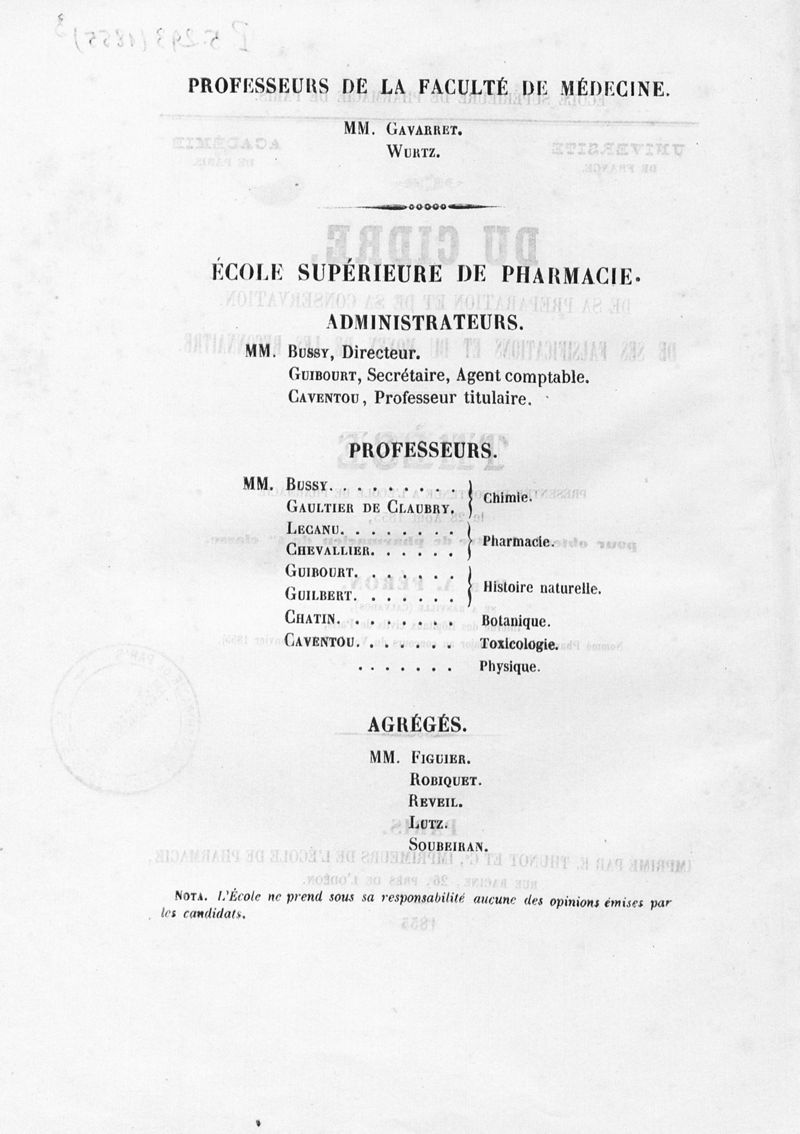 PROFESSEURS DE LA FACULTÉ DE MÉDECINE.
MM. GAVARRET.
WURTZ.
ÉCOLE SUPÉRIEURE DE PHARMACIE.
ADMINISTRATEURS.
MM. BUSSY, Directeur.
GUIBOURT, Secrétaire, Agent comptable.
CAVENTOU, Professeur titulaire.
PROFESSEURS.
MM. BUSSY. . . . . . . . . .
GAULTIER DE CLAUBRY. } Chimie.
LECANU. . . . . . . . .
CHEVALLIER. . . . . . } Pharmacie.
GUIBOURT. . . . . . . .
GUILBERT. . . . . . . . } Histoire naturelle.
CHATIN. . . . . . . . . Botanique.
CAVENTOU. . . . . . . Toxicologie.
. . . . . . . Physique.
AGRÉGÉS.
MM. FIGUIER.
ROBIQUET.
REVEIL.
LUTZ.
SOUBEIRAN.
NOTA. L'École ne prend sous sa responsabilité aucune des opinions émises par
les candidats.